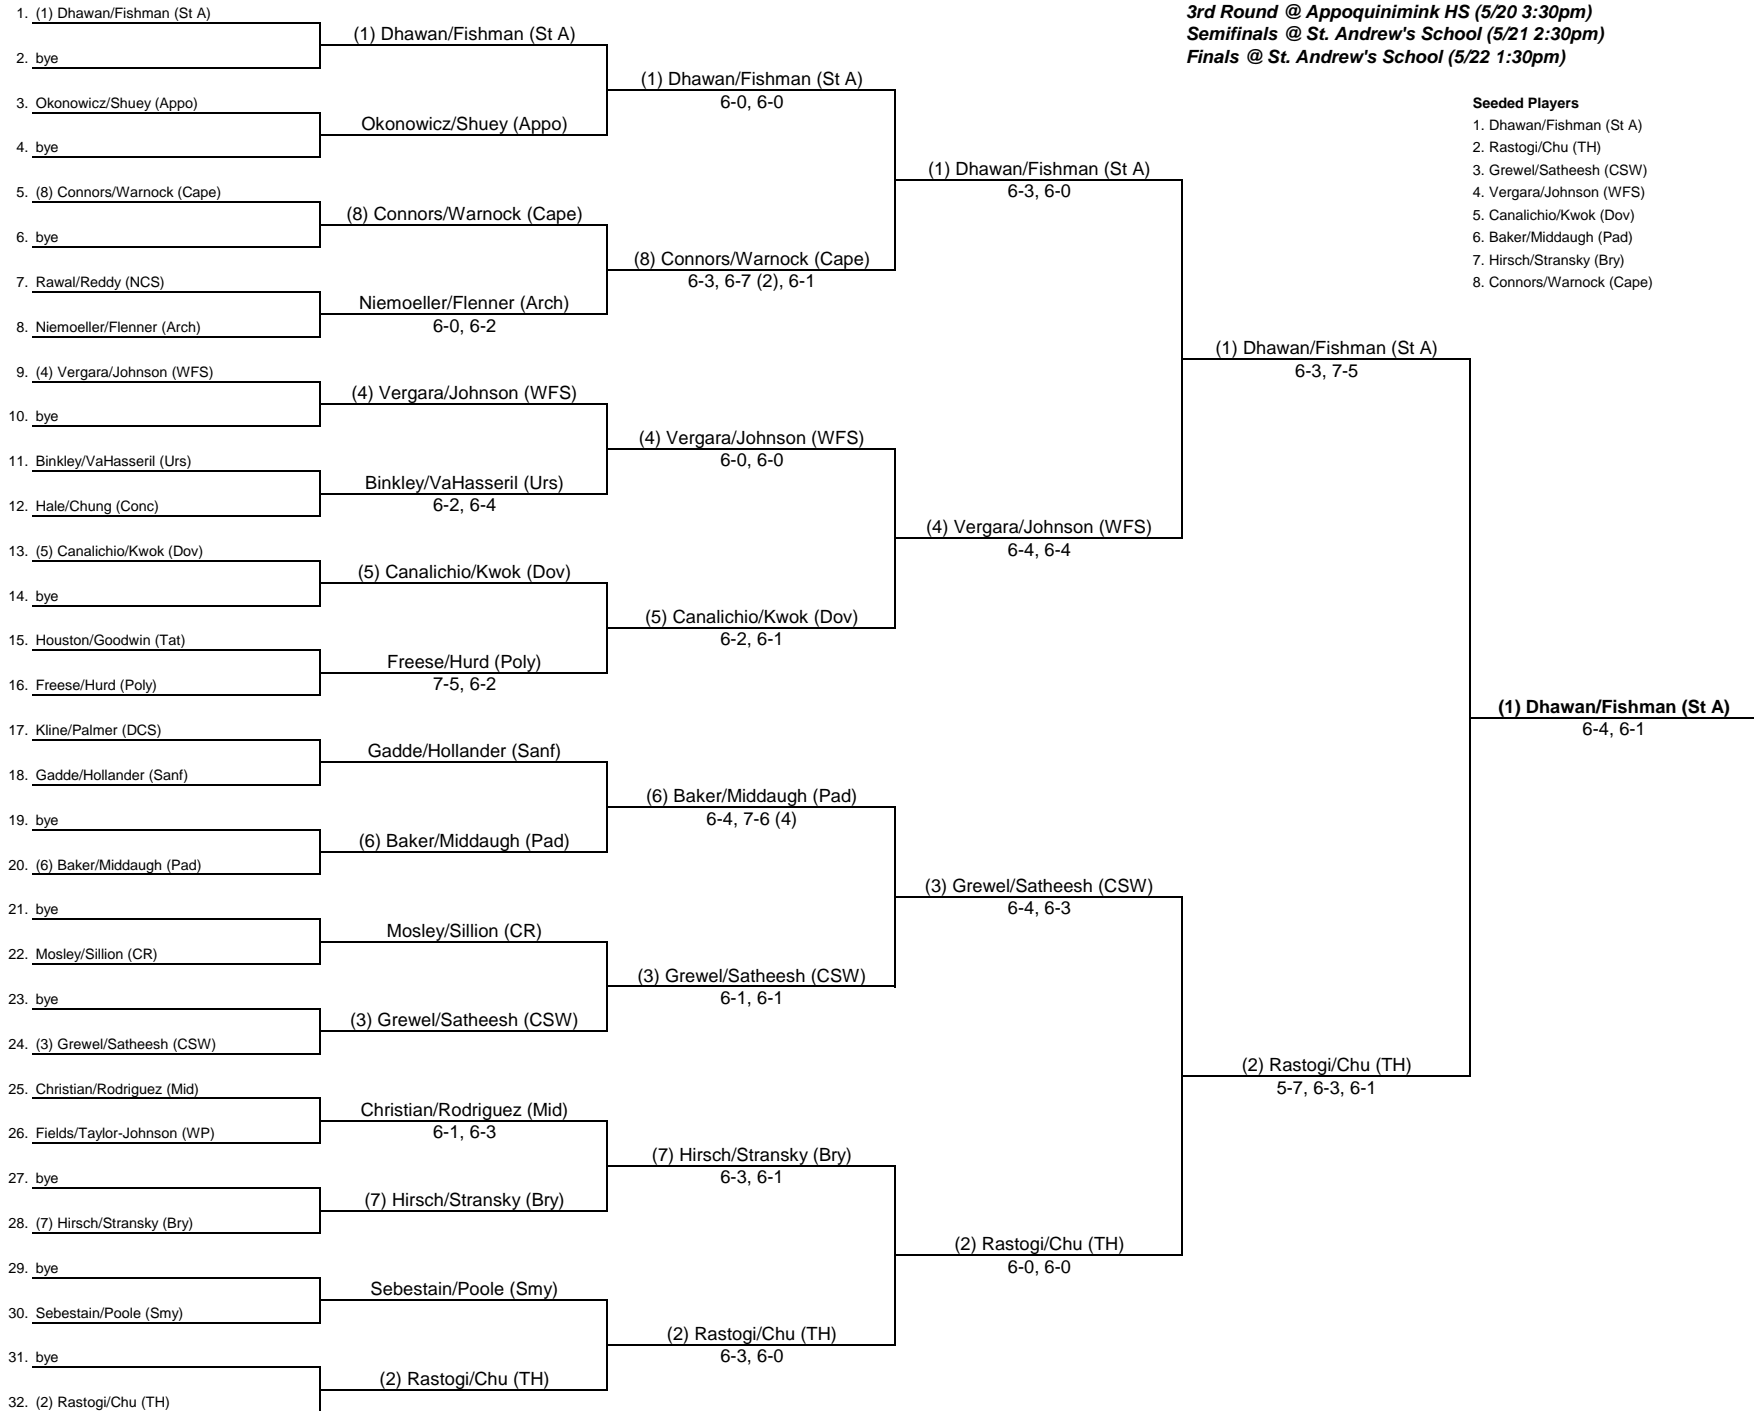 1. (1) Dhawan/Fishman (St A)
2. bye
3. Okonowicz/Shuey (Appo)
4. bye
5. (8) Connors/Warnock (Cape)
6. bye
7. Rawal/Reddy (NCS)
8. Niemoeller/Flenner (Arch)
9. (4) Vergara/Johnson (WFS)
10. bye
11. Binkley/VaHasseril (Urs)
12. Hale/Chung (Conc)
13. (5) Canalichio/Kwok (Dov)
14. bye
15. Houston/Goodwin (Tat)
16. Freese/Hurd (Poly)
17. Kline/Palmer (DCS)
18. Gadde/Hollander (Sanf)
19. bye
20. (6) Baker/Middaugh (Pad)
21. bye
22. Mosley/Sillion (CR)
23. bye
24. (3) Grewel/Satheesh (CSW)
25. Christian/Rodriguez (Mid)
26. Fields/Taylor-Johnson (WP)
27. bye
28. (7) Hirsch/Stransky (Bry)
29. bye
30. Sebestain/Poole (Smy)
31. bye
32. (2) Rastogi/Chu (TH)
(1) Dhawan/Fishman (St A)
Okonowicz/Shuey (Appo)
(8) Connors/Warnock (Cape)
Niemoeller/Flenner (Arch)
6-0, 6-2
(4) Vergara/Johnson (WFS)
Binkley/VaHasseril (Urs)
6-2, 6-4
(5) Canalichio/Kwok (Dov)
Freese/Hurd (Poly)
7-5, 6-2
Gadde/Hollander (Sanf)
(6) Baker/Middaugh (Pad)
Mosley/Sillion (CR)
(3) Grewel/Satheesh (CSW)
Christian/Rodriguez (Mid)
6-1, 6-3
(7) Hirsch/Stransky (Bry)
Sebestain/Poole (Smy)
(2) Rastogi/Chu (TH)
(1) Dhawan/Fishman (St A)
6-0, 6-0
(8) Connors/Warnock (Cape)
6-3, 6-7 (2), 6-1
(4) Vergara/Johnson (WFS)
6-0, 6-0
(5) Canalichio/Kwok (Dov)
6-2, 6-1
(6) Baker/Middaugh (Pad)
6-4, 7-6 (4)
(3) Grewel/Satheesh (CSW)
6-1, 6-1
(7) Hirsch/Stransky (Bry)
6-3, 6-1
(2) Rastogi/Chu (TH)
6-3, 6-0
(1) Dhawan/Fishman (St A)
6-3, 6-0
(4) Vergara/Johnson (WFS)
6-4, 6-4
(3) Grewel/Satheesh (CSW)
6-4, 6-3
(2) Rastogi/Chu (TH)
6-0, 6-0
(1) Dhawan/Fishman (St A)
6-3, 7-5
(2) Rastogi/Chu (TH)
5-7, 6-3, 6-1
(1) Dhawan/Fishman (St A)
6-4, 6-1
3rd Round @ Appoquinimink HS (5/20 3:30pm)
Semifinals @ St. Andrew's School (5/21 2:30pm)
Finals @ St. Andrew's School (5/22 1:30pm)
Seeded Players
1. Dhawan/Fishman (St A)
2. Rastogi/Chu (TH)
3. Grewel/Satheesh (CSW)
4. Vergara/Johnson (WFS)
5. Canalichio/Kwok (Dov)
6. Baker/Middaugh (Pad)
7. Hirsch/Stransky (Bry)
8. Connors/Warnock (Cape)